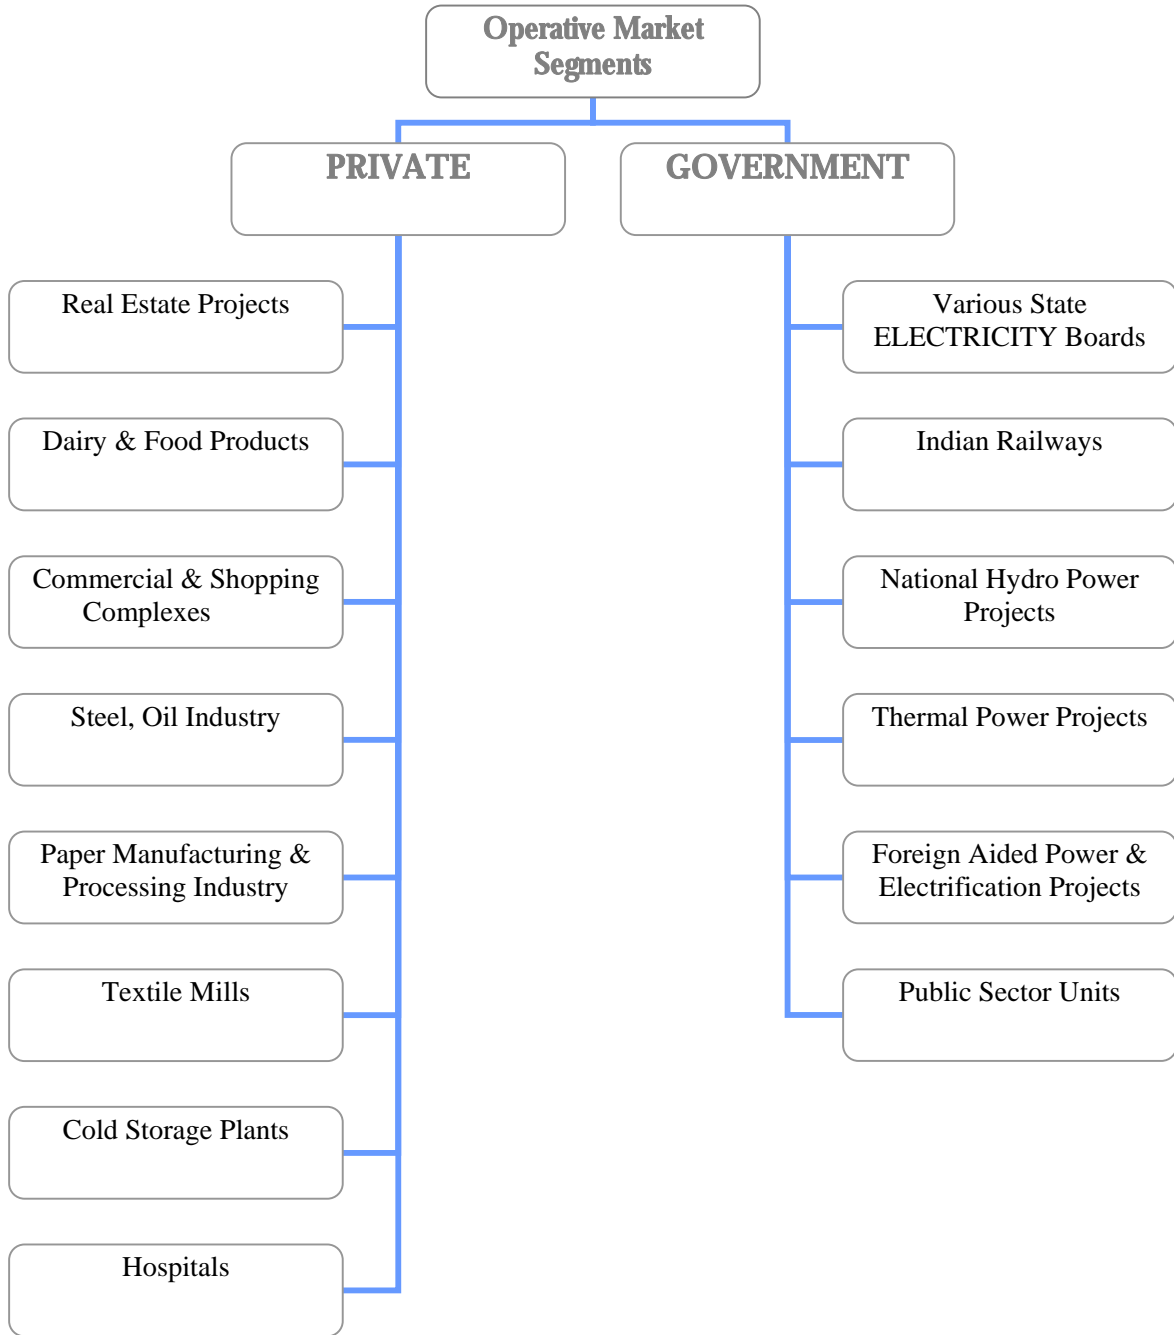 Operative Market
Segments
PRIVATE
GOVERNMENT
Real Estate Projects
Dairy & Food Products
Commercial & Shopping
Complexes
Steel, Oil Industry
Paper Manufacturing &
Processing Industry
Textile Mills
Cold Storage Plants
Hospitals
Various State
ELECTRICITY Boards
Indian Railways
National Hydro Power
Projects
Thermal Power Projects
Foreign Aided Power &
Electrification Projects
Public Sector Units